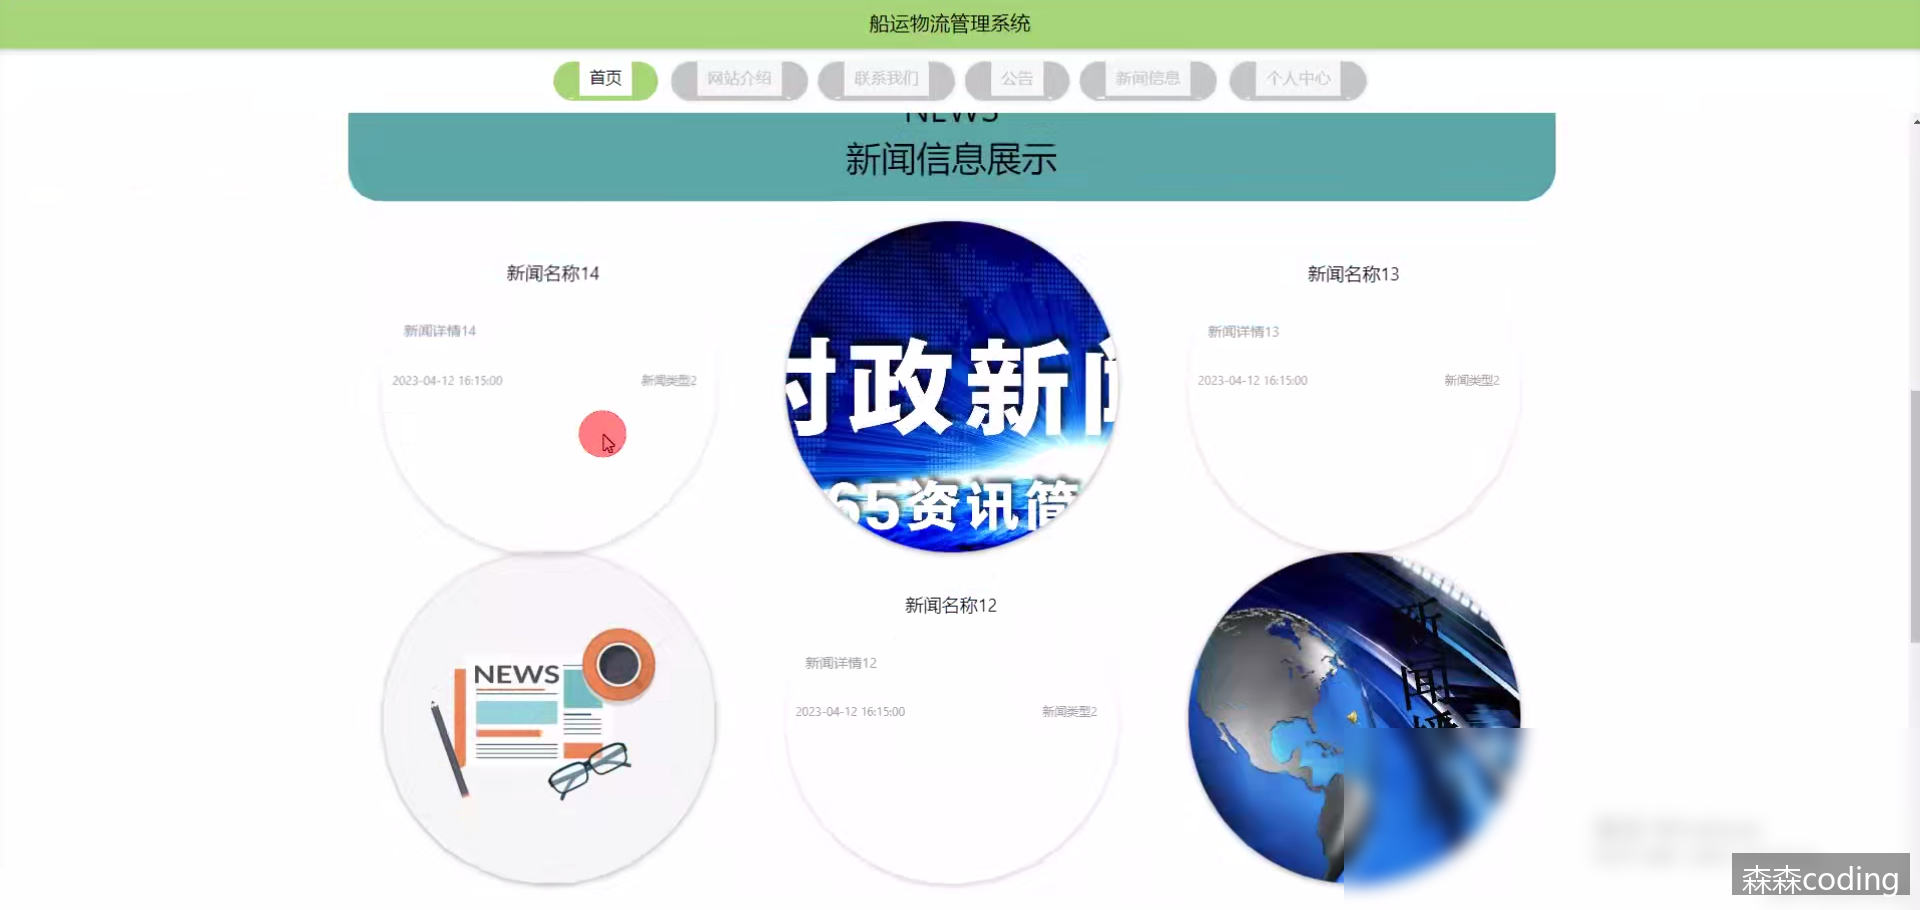 船运物流管理系统
首页
网站介绍
联系我们
公告
新闻信息
个人中心
NEWS
新闻信息展示
新闻名称14
新闻详情14
2023-04-12 16:15:00
新闻类型2
时政新闻
65资讯简
新闻名称13
新闻详情13
2023-04-12 16:15:00
新闻类型2
NEWS
新闻名称12
新闻详情12
2023-04-12 16:15:00
新闻类型2
新闻播
森森coding